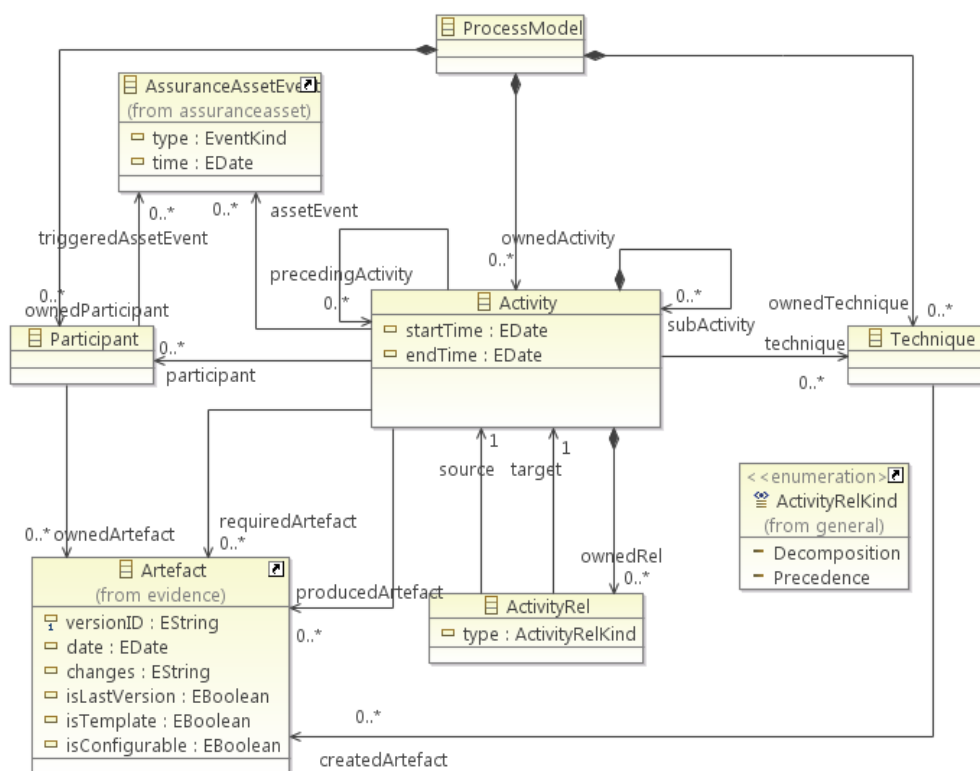 ProcessModel
AssuranceAssetEvent
(from assuranceasset)
type : EventKind
time : EDate
0..*
0..*
assetEvent
triggeredAssetEvent
ownedActivity
0..*
precedingActivity
0..*
0..*
subActivity
0..*
ownedParticipant
ownedTechnique
0..*
Activity
startTime : EDate
endTime : EDate
Participant
0..*
participant
technique
0..*
Technique
source
1
target
1
<<enumeration>>
ActivityRelKind
(from general)
Decomposition
Precedence
0..*
ownedArtefact
requiredArtefact
0..*
ownedRel
0..*
producedArtefact
0..*
Artefact
(from evidence)
versionID : EString
date : EDate
changes : EString
isLastVersion : EBoolean
isTemplate : EBoolean
isConfigurable : EBoolean
ActivityRel
type : ActivityRelKind
0..*
createdArtefact